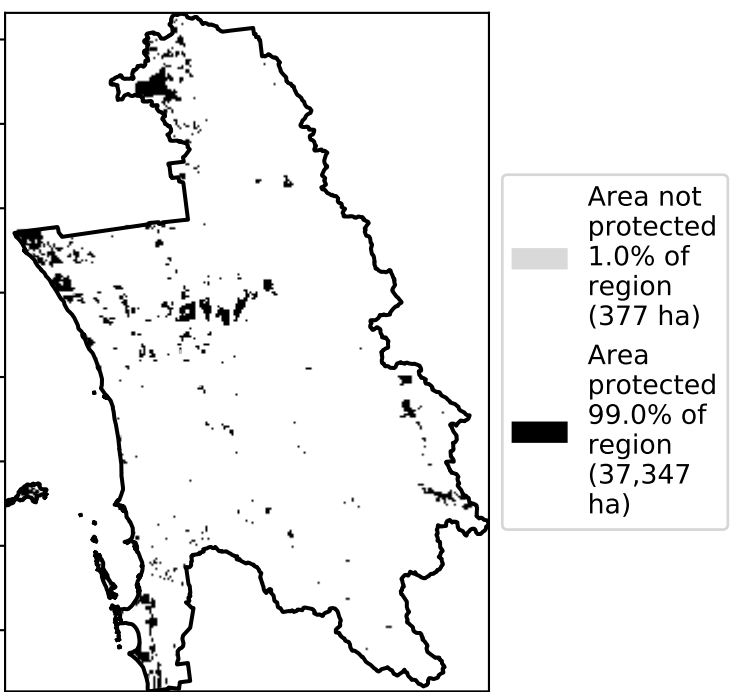 Area not
protected
1.0% of
region
(377 ha)
Area
protected
99.0% of
region
(37,347
ha)